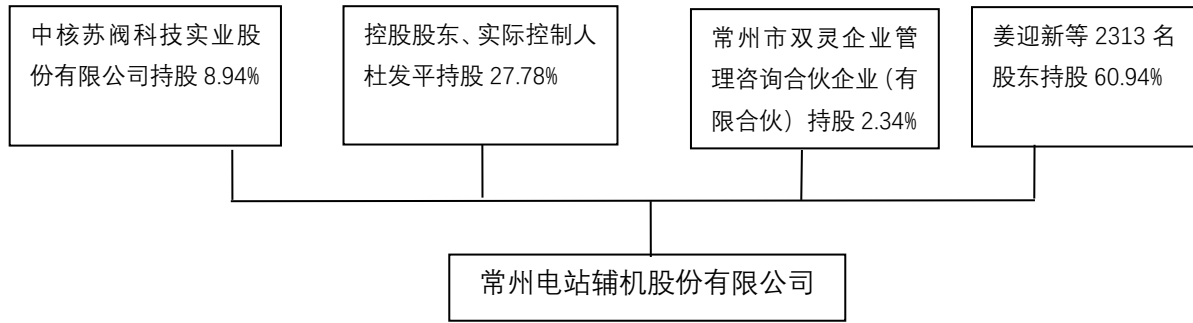 中核苏阀科技实业股
份有限公司持股 8.94%
控股股东、实际控制人
杜发平持股 27.78%
常州市双灵企业管
理咨询合伙企业（有
限合伙）持股 2.34%
姜迎新等 2313 名
股东持股 60.94%
常州电站辅机股份有限公司